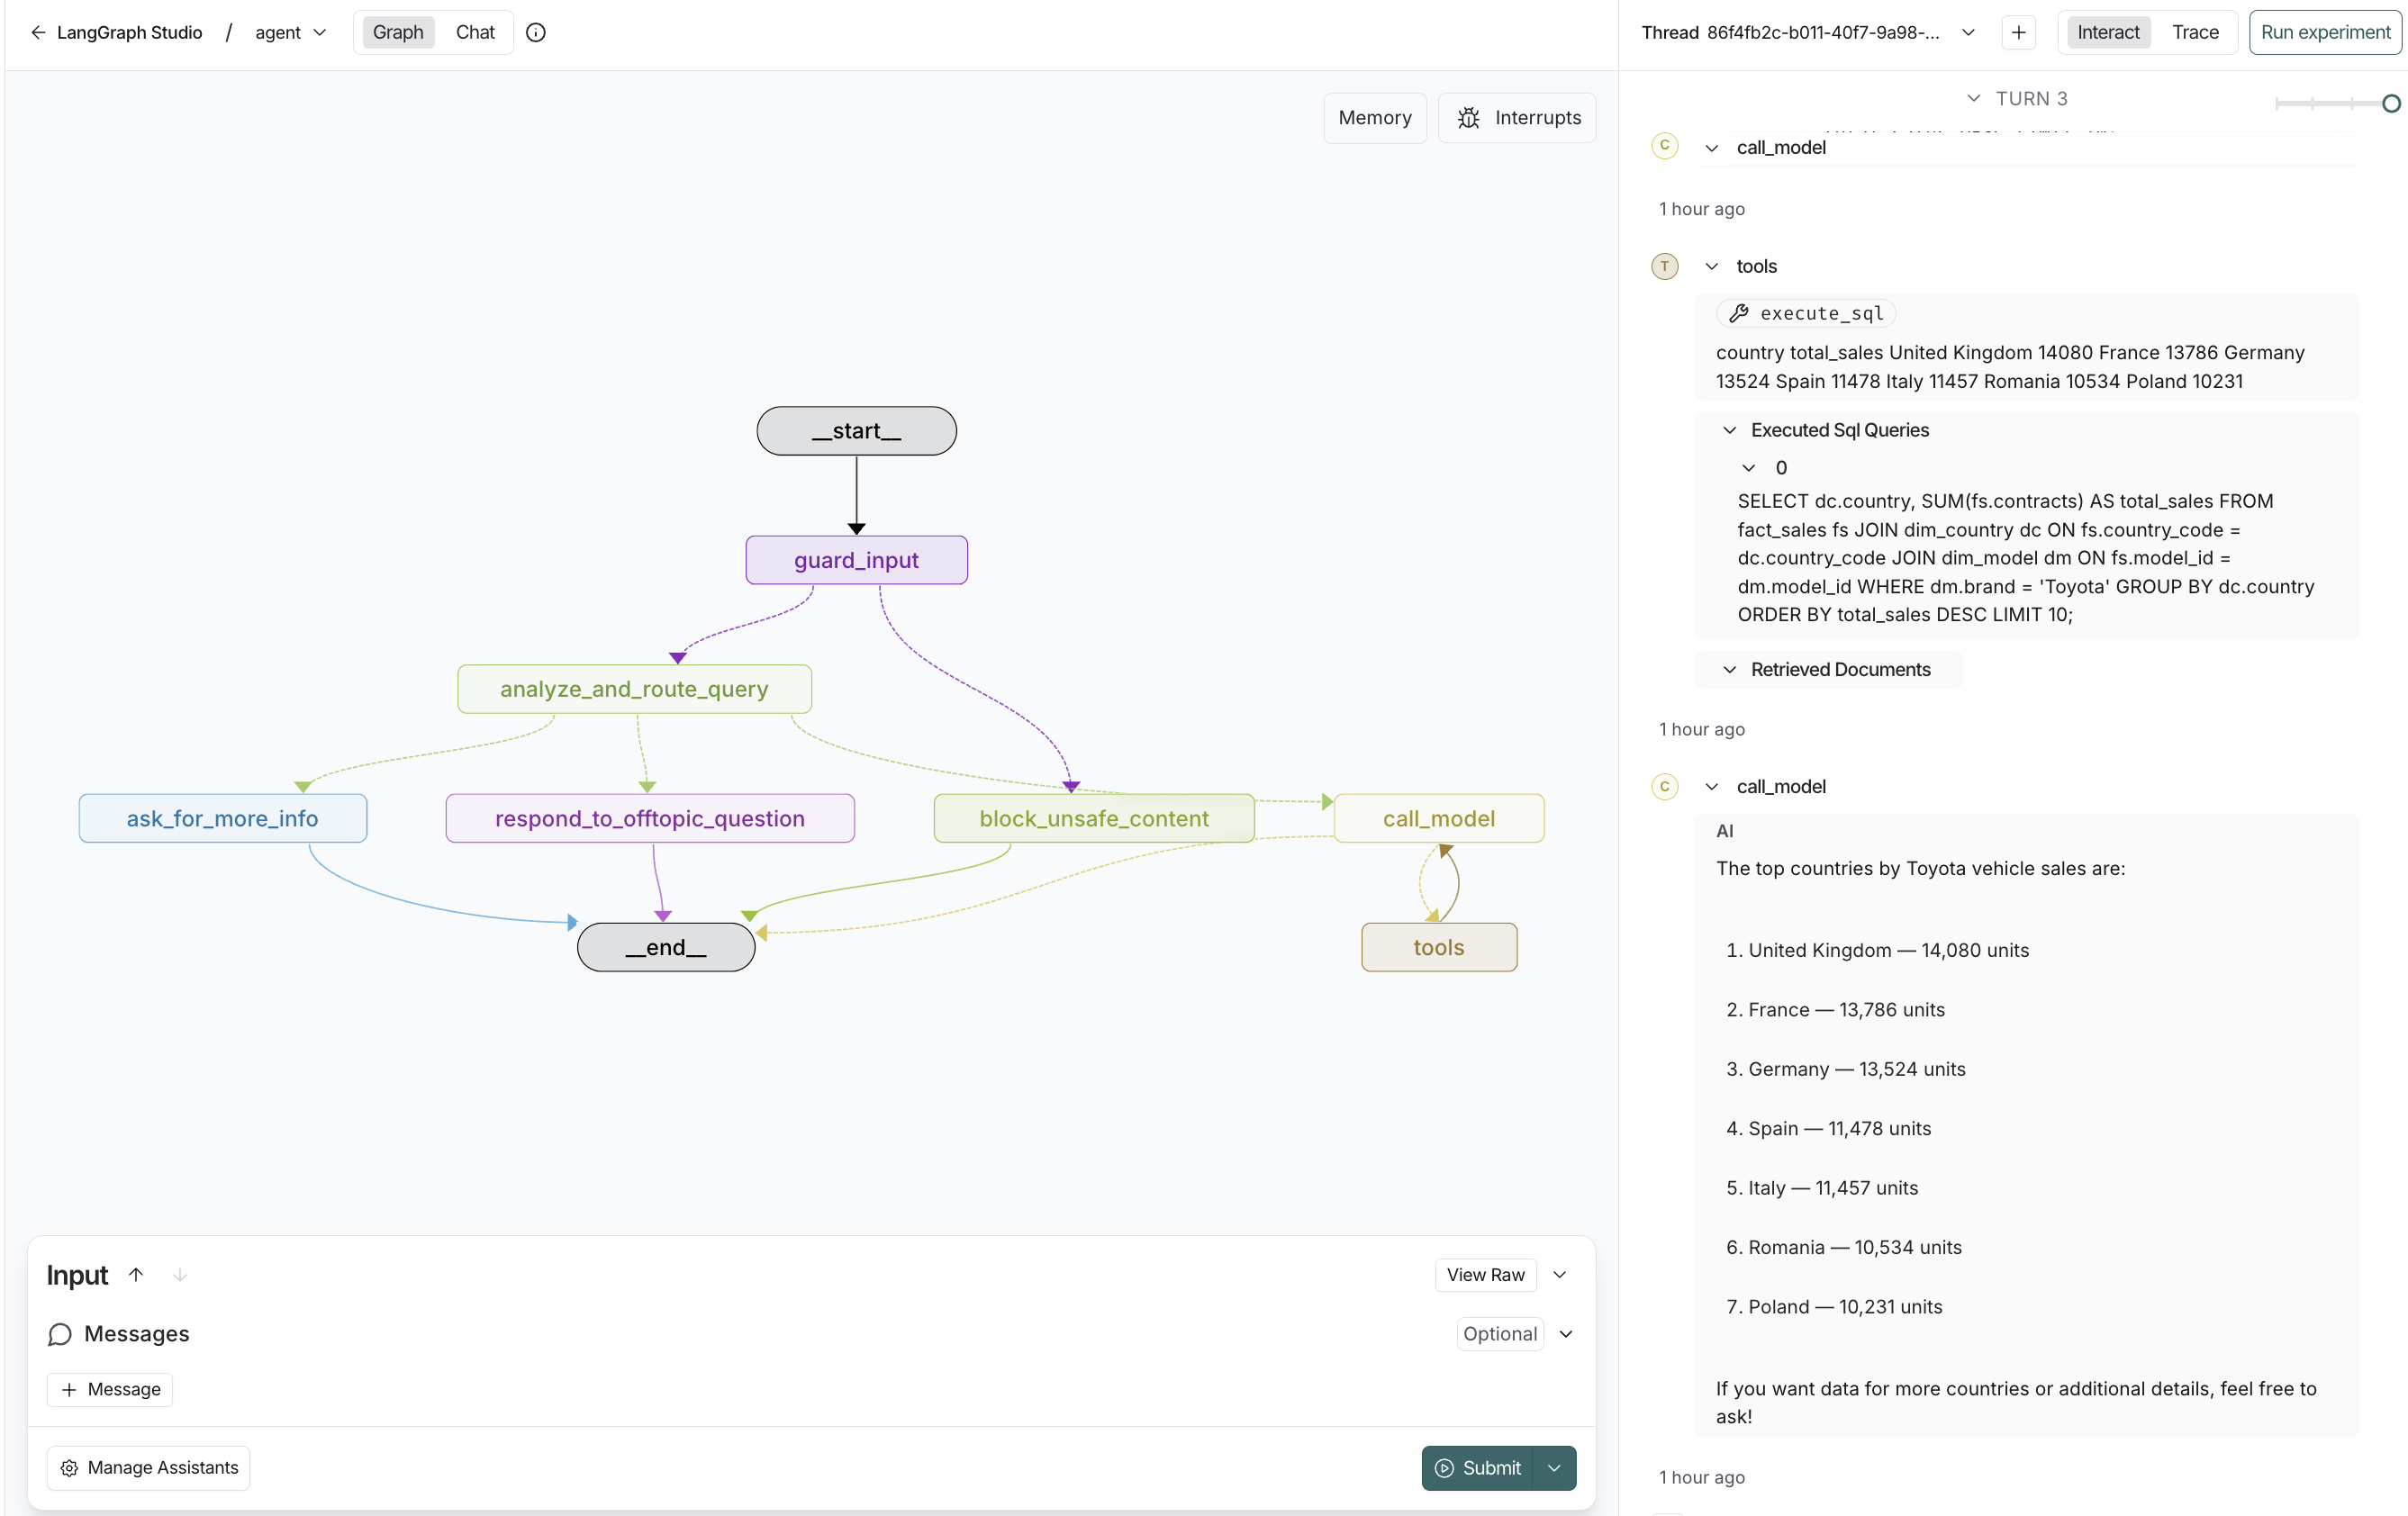 LangGraph Studio / agent
Graph Chat
Memory
Interrupts
__start__
guard_input
analyze_and_route_query
ask_for_more_info
respond_to_offtopic_question
block_unsafe_content
call_model
__end__
tools
Input
View Raw
Messages
Optional
+ Message
Manage Assistants
Submit
Thread 86f4fb2c-b011-40f7-9a98-...
+
Interact Trace
Run experiment
TURN 3
C call_model
1 hour ago
T tools
execute_sql
country total_sales United Kingdom 14080 France 13786 Germany
13524 Spain 11478 Italy 11457 Romania 10534 Poland 10231
Executed Sql Queries
0
SELECT dc.country, SUM(fs.contracts) AS total_sales FROM
fact_sales fs JOIN dim_country dc ON fs.country_code =
dc.country_code JOIN dim_model dm ON fs.model_id =
dm.model_id WHERE dm.brand = 'Toyota' GROUP BY dc.country
ORDER BY total_sales DESC LIMIT 10;
Retrieved Documents
1 hour ago
C call_model
AI
The top countries by Toyota vehicle sales are:
1. United Kingdom — 14,080 units
2. France — 13,786 units
3. Germany — 13,524 units
4. Spain — 11,478 units
5. Italy — 11,457 units
6. Romania — 10,534 units
7. Poland — 10,231 units
If you want data for more countries or additional details, feel free to
ask!
1 hour ago